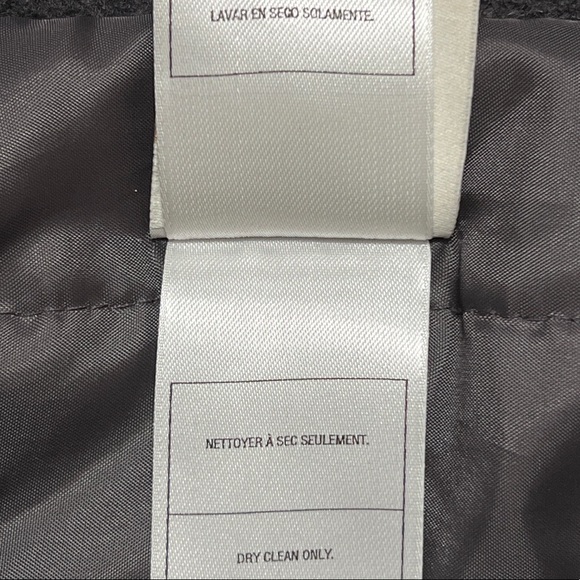 LAVAR EN SECO SOLAMENTE.
NETTOYER À SEC SEULEMENT.
DRY CLEAN ONLY.